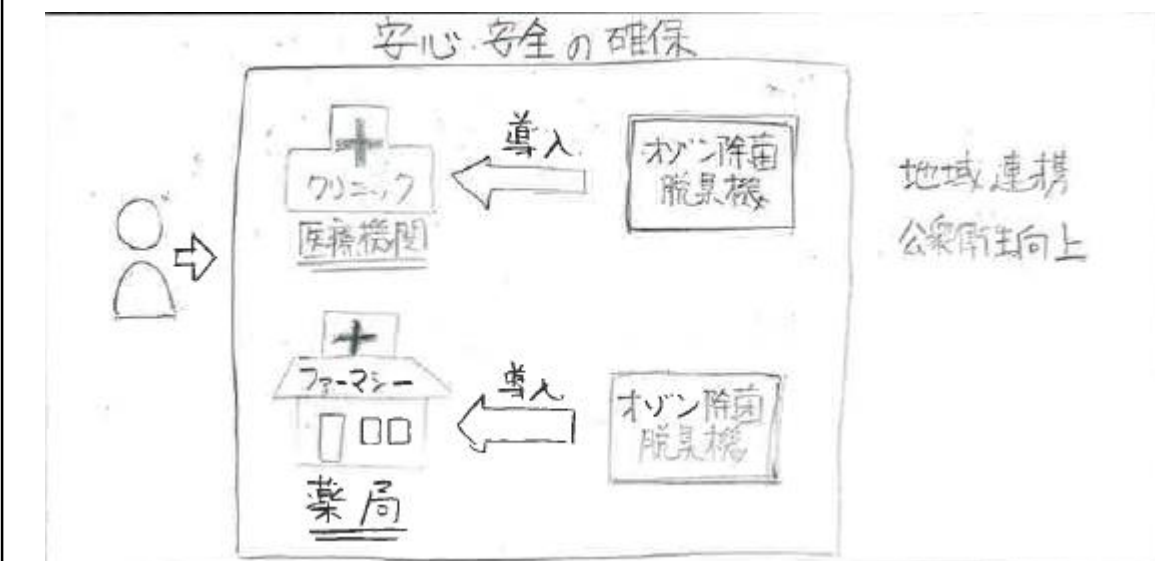 安心・安全の確保
クリニック
医療機関
導入
オゾン除菌
脱臭機
地域連携
公衆衛生向上
ファーマシー
薬局
導入
オゾン除菌
脱臭機